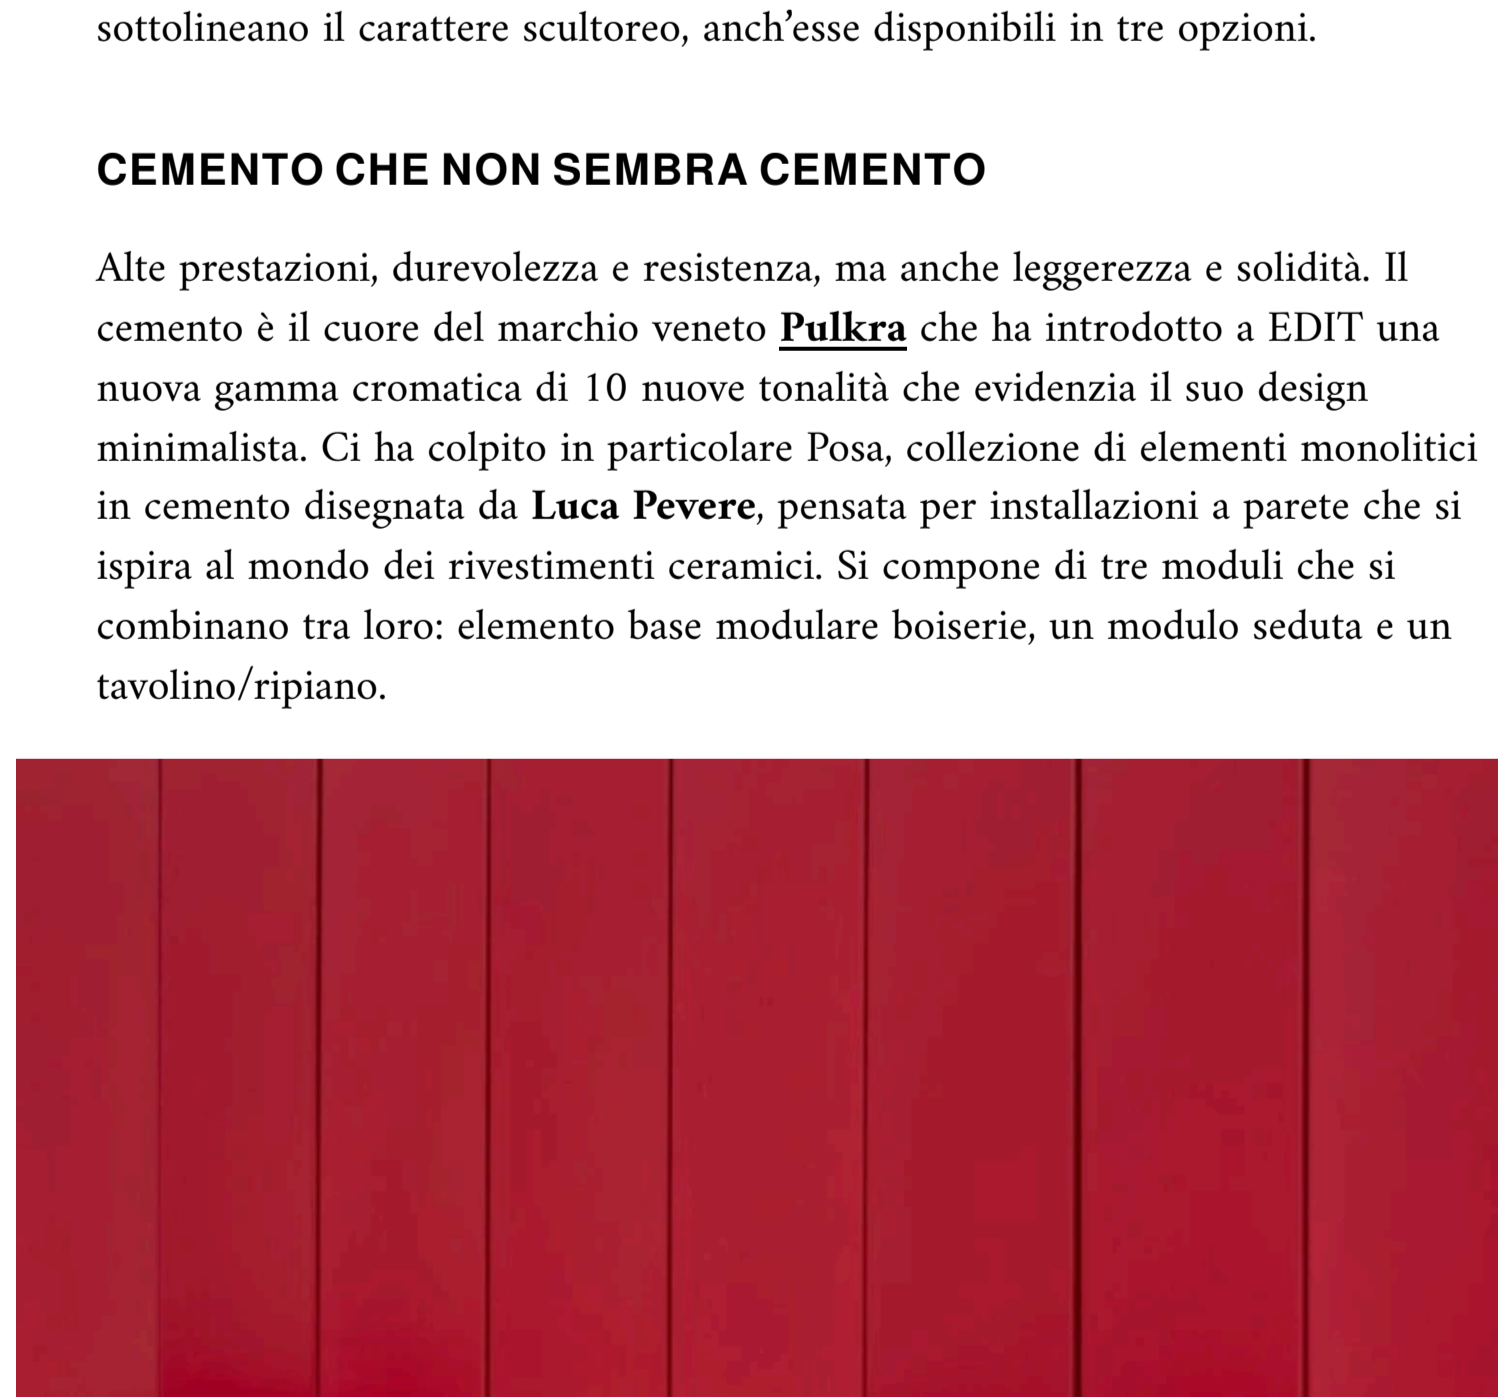 sottolineano il carattere scultoreo, anch’esse disponibili in tre opzioni.
CEMENTO CHE NON SEMBRA CEMENTO
Alte prestazioni, durevolezza e resistenza, ma anche leggerezza e solidità. Il
cemento è il cuore del marchio veneto Pulkra che ha introdotto a EDIT una
nuova gamma cromatica di 10 nuove tonalità che evidenzia il suo design
minimalista. Ci ha colpito in particolare Posa, collezione di elementi monolitici
in cemento disegnata da Luca Pevere, pensata per installazioni a parete che si
ispira al mondo dei rivestimenti ceramici. Si compone di tre moduli che si
combinano tra loro: elemento base modulare boiserie, un modulo seduta e un
tavolino/ripiano.